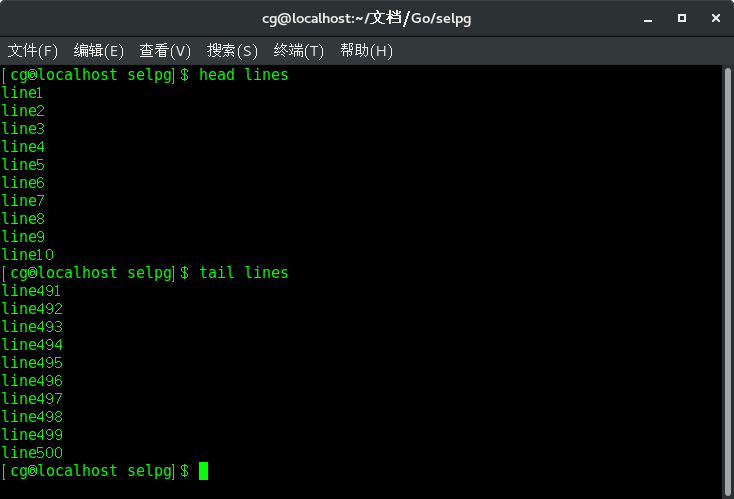 cg@localhost:~/文档/Go/selpg
文件(F) 编辑(E) 查看(V) 搜索(S) 终端(T) 帮助(H)
[cg@localhost selpg]$ head lines
line1
line2
line3
line4
line5
line6
line7
line8
line9
line10
[cg@localhost selpg]$ tail lines
line491
line492
line493
line494
line495
line496
line497
line498
line499
line500
[cg@localhost selpg]$